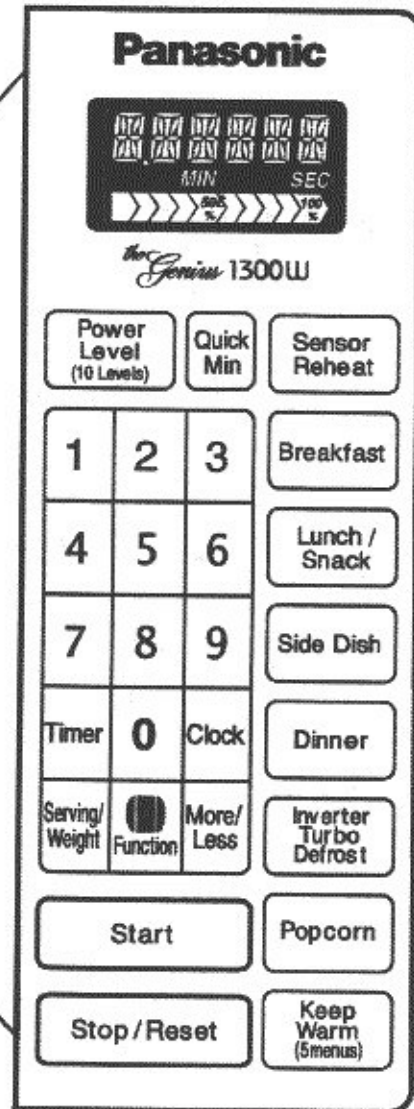 Panasonic
MIN SEC
50%
100%
the Genius 1300W
Power
Level
(10 Levels)
Quick
Min
Sensor
Reheat
1 2 3
Breakfast
4 5 6
Lunch /
Snack
7 8 9
Side Dish
Timer 0 Clock
Dinner
Serving/
Weight
Function
More/
Less
Inverter
Turbo
Defrost
Start
Popcorn
Stop / Reset
Keep
Warm
(5menus)